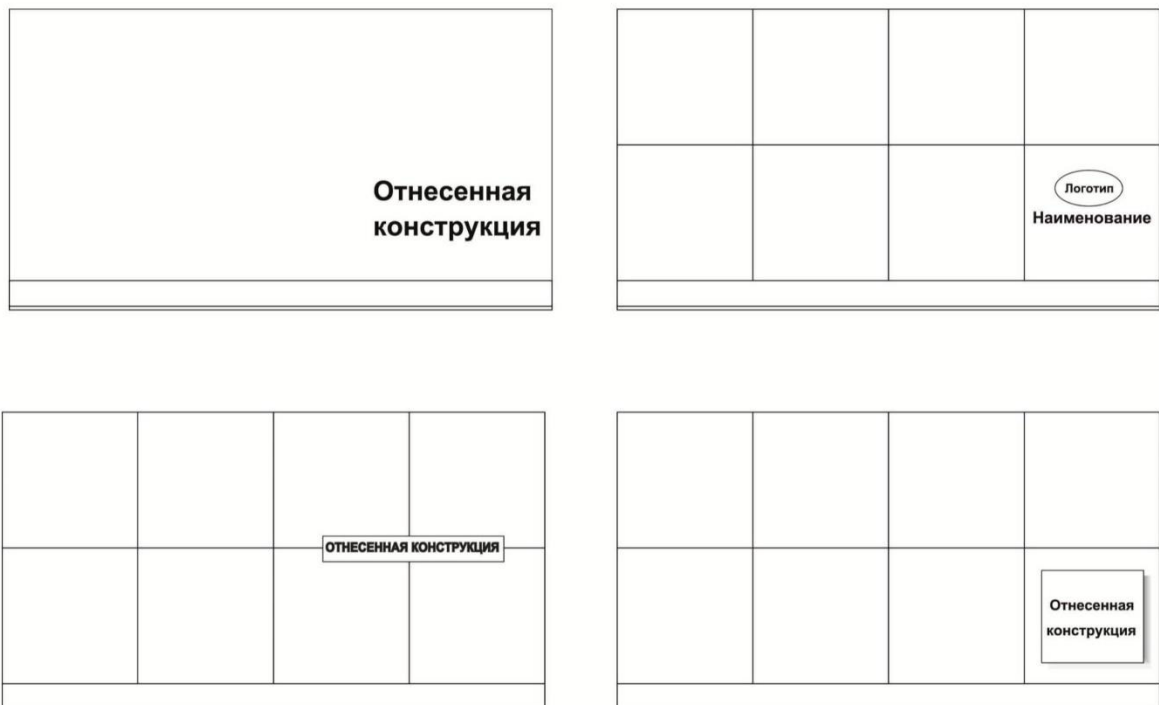 Отнесенная
конструкция
Логотип
Наименование
ОТНЕСЕННАЯ КОНСТРУКЦИЯ
Отнесенная
конструкция